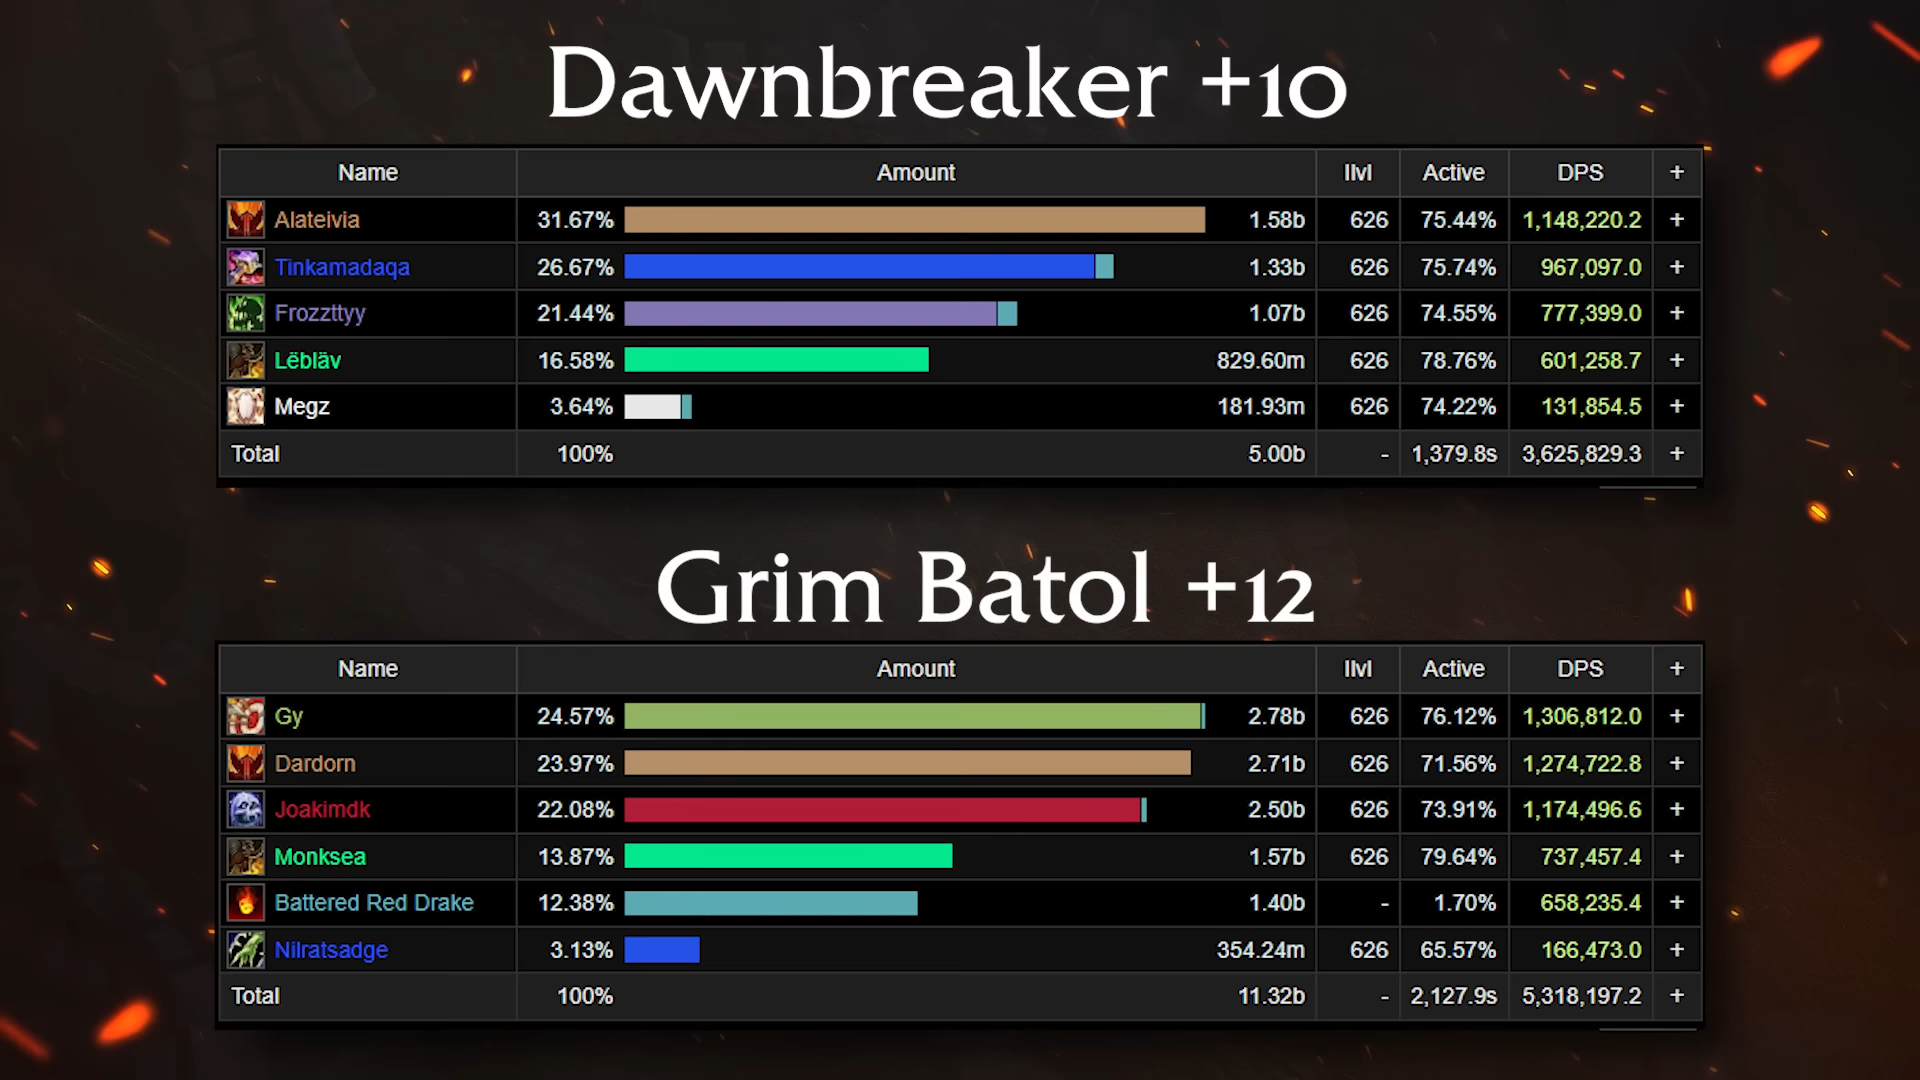 Dawnbreaker +10
Name Amount Ilvl Active DPS +
Alateivia 31.67% 1.58b 626 75.44% 1,148,220.2 +
Tinkamadaqa 26.67% 1.33b 626 75.74% 967,097.0 +
Frozzttyy 21.44% 1.07b 626 74.55% 777,399.0 +
Lëbläv 16.58% 829.60m 626 78.76% 601,258.7 +
Megz 3.64% 181.93m 626 74.22% 131,854.5 +
Total 100% 5.00b - 1,379.8s 3,625,829.3 +
Grim Batol +12
Name Amount Ilvl Active DPS +
Gy 24.57% 2.78b 626 76.12% 1,306,812.0 +
Dardorn 23.97% 2.71b 626 71.56% 1,274,722.8 +
Joakimdk 22.08% 2.50b 626 73.91% 1,174,496.6 +
Monksea 13.87% 1.57b 626 79.64% 737,457.4 +
Battered Red Drake 12.38% 1.40b - 1.70% 658,235.4 +
Nilratsadge 3.13% 354.24m 626 65.57% 166,473.0 +
Total 100% 11.32b - 2,127.9s 5,318,197.2 +